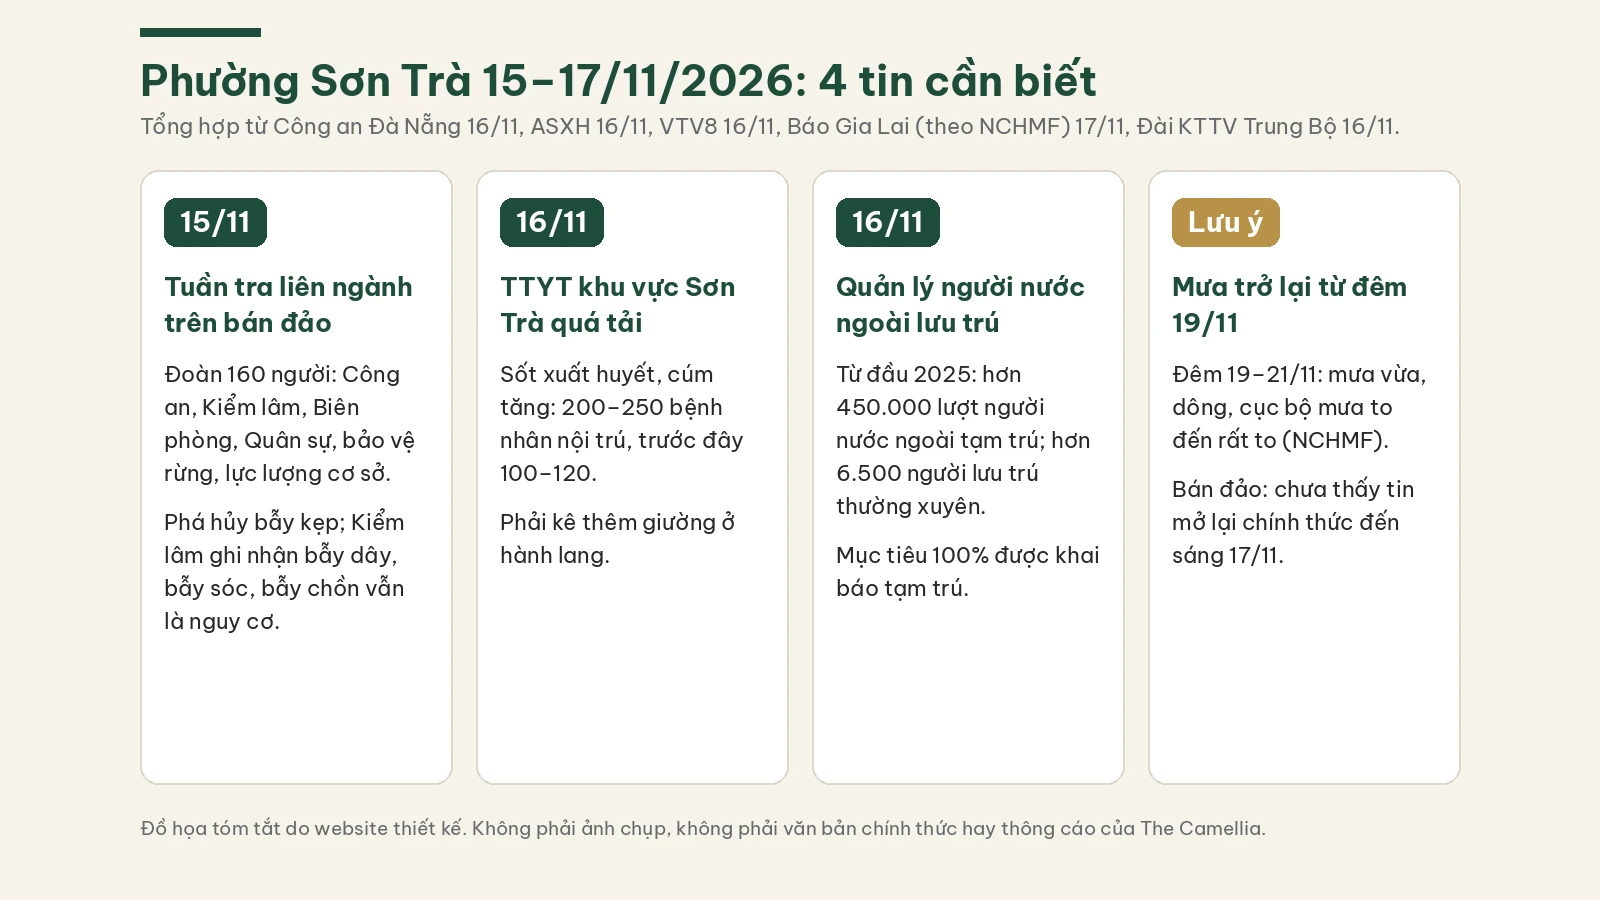 Phường Sơn Trà 15–17/11/2026: 4 tin cần biết
Tổng hợp từ Công an Đà Nẵng 16/11, ASXH 16/11, VTV8 16/11, Báo Gia Lai (theo NCHMF) 17/11, Đài KTTV Trung Bộ 16/11.
15/11
Tuần tra liên ngành
trên bán đảo
Đoàn 160 người: Công
an, Kiểm lâm, Biên
phòng, Quân sự, bảo vệ
rừng, lực lượng cơ sở.
Phá hủy bẫy kẹp; Kiểm
lâm ghi nhận bẫy dây,
bẫy sóc, bẫy chồn vẫn
là nguy cơ.
16/11
TTYT khu vực Sơn
Trà quá tải
Sốt xuất huyết, cúm
tăng: 200–250 bệnh
nhân nội trú, trước đây
100–120.
Phải kê thêm giường ở
hành lang.
16/11
Quản lý người nước
ngoài lưu trú
Từ đầu 2025: hơn
450.000 lượt người
nước ngoài tạm trú; hơn
6.500 người lưu trú
thường xuyên.
Mục tiêu 100% được khai
báo tạm trú.
Lưu ý
Mưa trở lại từ đêm
19/11
Đêm 19–21/11: mưa vừa,
dông, cục bộ mưa to
đến rất to (NCHMF).
Bán đảo: chưa thấy tin
mở lại chính thức đến
sáng 17/11.
Đồ họa tóm tắt do website thiết kế. Không phải ảnh chụp, không phải văn bản chính thức hay thông cáo của The Camellia.